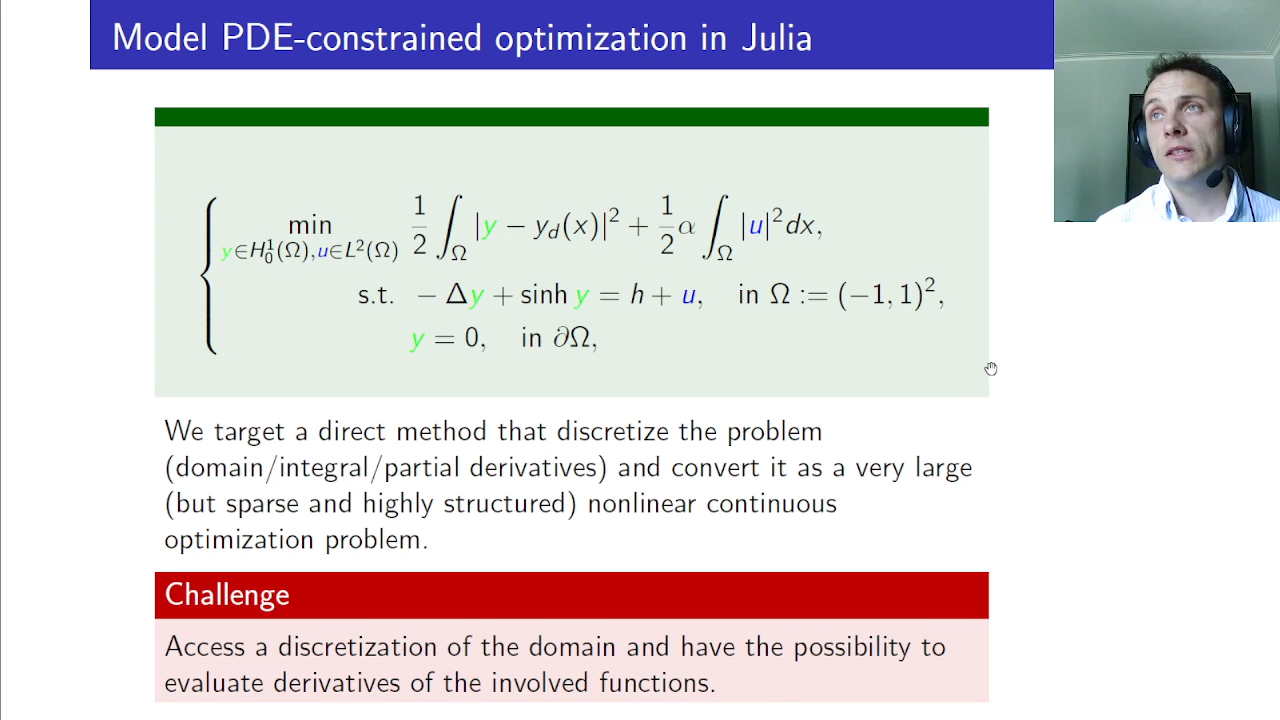 Model PDE-constrained optimization in Julia
min 1/2 ∫_Ω |y − y_d(x)|² + 1/2 α ∫_Ω |u|² dx,
y∈H₀¹(Ω),u∈L²(Ω)
s.t. − Δy + sinh y = h + u, in Ω := (−1, 1)²,
y = 0, in ∂Ω,
We target a direct method that discretize the problem
(domain/integral/partial derivatives) and convert it as a very large
(but sparse and highly structured) nonlinear continuous
optimization problem.
Challenge
Access a discretization of the domain and have the possibility to
evaluate derivatives of the involved functions.